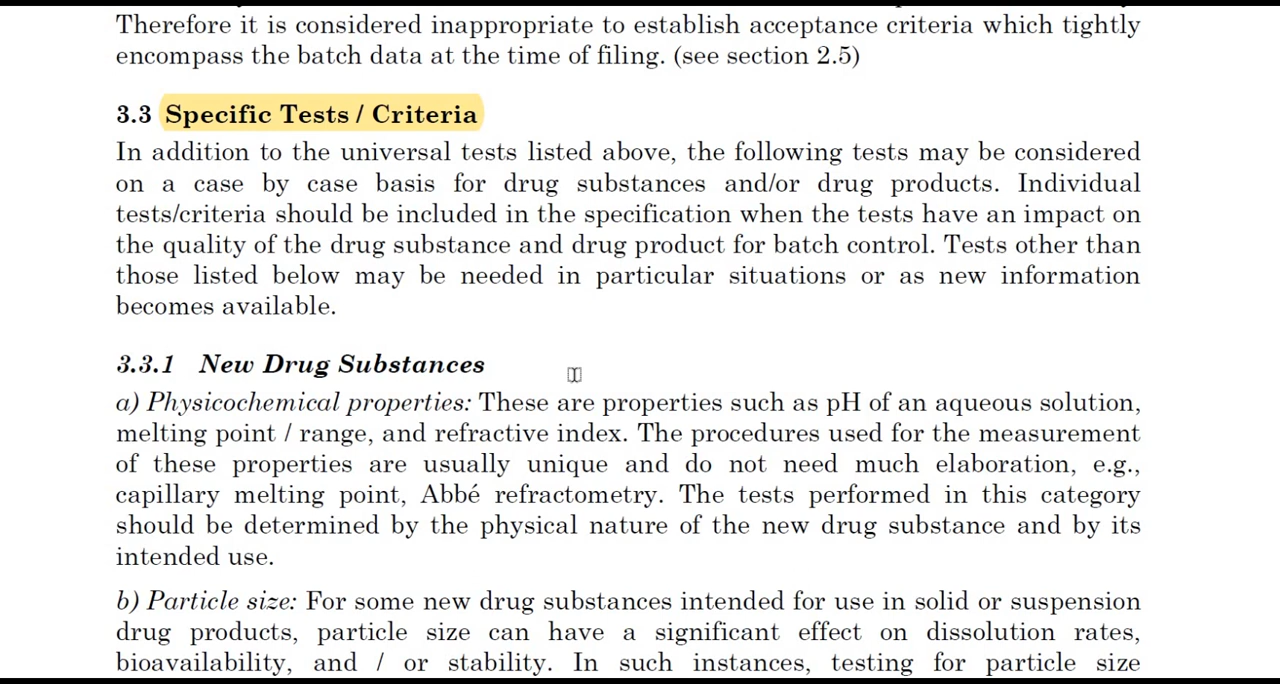 Therefore it is considered inappropriate to establish acceptance criteria which tightly
encompass the batch data at the time of filing. (see section 2.5)
3.3 Specific Tests / Criteria
In addition to the universal tests listed above, the following tests may be considered
on a case by case basis for drug substances and/or drug products. Individual
tests/criteria should be included in the specification when the tests have an impact on
the quality of the drug substance and drug product for batch control. Tests other than
those listed below may be needed in particular situations or as new information
becomes available.
3.3.1 New Drug Substances
a) Physicochemical properties: These are properties such as pH of an aqueous solution,
melting point / range, and refractive index. The procedures used for the measurement
of these properties are usually unique and do not need much elaboration, e.g.,
capillary melting point, Abbé refractometry. The tests performed in this category
should be determined by the physical nature of the new drug substance and by its
intended use.
b) Particle size: For some new drug substances intended for use in solid or suspension
drug products, particle size can have a significant effect on dissolution rates,
bioavailability, and / or stability. In such instances, testing for particle size